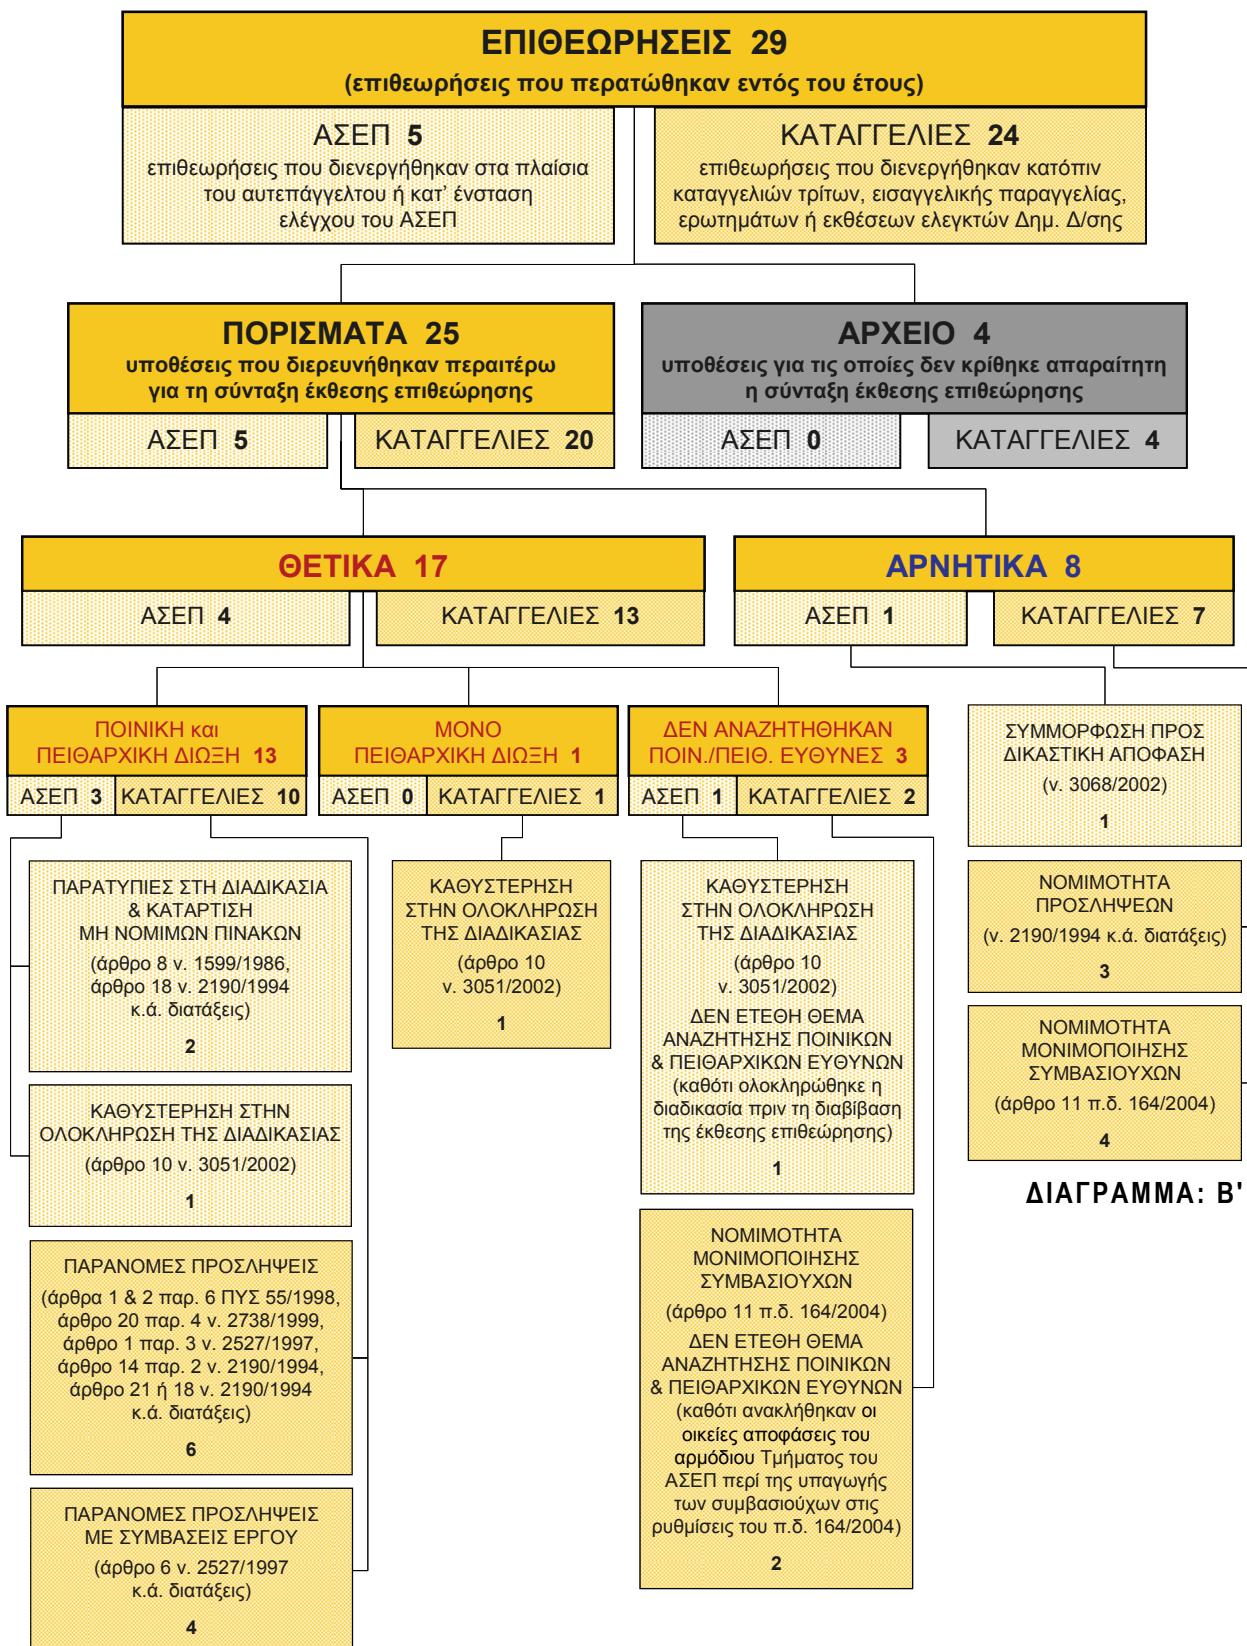 ΕΠΙΘΕΩΡΗΣΕΙΣ 29
(επιθεωρήσεις που περατώθηκαν εντός του έτους)
ΑΣΕΠ 5
επιθεωρήσεις που διενεργήθηκαν στα πλαίσια
του αυτεπάγγελτου ή κατ’ ένσταση
ελέγχου του ΑΣΕΠ
ΚΑΤΑΓΓΕΛΙΕΣ 24
επιθεωρήσεις που διενεργήθηκαν κατόπιν
καταγγελιών τρίτων, εισαγγελικής παραγγελίας,
ερωτημάτων ή εκθέσεων ελεγκτών Δημ. Δ/σης
ΠΟΡΙΣΜΑΤΑ 25
υποθέσεις που διερευνήθηκαν περαιτέρω
για τη σύνταξη έκθεσης επιθεώρησης
ΑΣΕΠ 5
ΚΑΤΑΓΓΕΛΙΕΣ 20
ΑΡΧΕΙΟ 4
υποθέσεις για τις οποίες δεν κρίθηκε απαραίτητη
η σύνταξη έκθεσης επιθεώρησης
ΑΣΕΠ 0
ΚΑΤΑΓΓΕΛΙΕΣ 4
ΘΕΤΙΚΑ 17
ΑΣΕΠ 4
ΚΑΤΑΓΓΕΛΙΕΣ 13
ΑΡΝΗΤΙΚΑ 8
ΑΣΕΠ 1
ΚΑΤΑΓΓΕΛΙΕΣ 7
ΠΟΙΝΙΚΗ και
ΠΕΙΘΑΡΧΙΚΗ ΔΙΩΞΗ 13
ΑΣΕΠ 3
ΚΑΤΑΓΓΕΛΙΕΣ 10
ΜΟΝΟ
ΠΕΙΘΑΡΧΙΚΗ ΔΙΩΞΗ 1
ΑΣΕΠ 0
ΚΑΤΑΓΓΕΛΙΕΣ 1
ΔΕΝ ΑΝΑΖΗΤΗΘΗΚΑΝ
ΠΟΙΝ./ΠΕΙΘ. ΕΥΘΥΝΕΣ 3
ΑΣΕΠ 1
ΚΑΤΑΓΓΕΛΙΕΣ 2
ΣΥΜΜΟΡΦΩΣΗ ΠΡΟΣ
ΔΙΚΑΣΤΙΚΗ ΑΠΟΦΑΣΗ
(ν. 3068/2002)
1
ΝΟΜΙΜΟΤΗΤΑ
ΠΡΟΣΛΗΨΕΩΝ
(ν. 2190/1994 κ.ά. διατάξεις)
3
ΝΟΜΙΜΟΤΗΤΑ
ΜΟΝΙΜΟΠΟΙΗΣΗΣ
ΣΥΜΒΑΣΙΟΥΧΩΝ
(άρθρο 11 π.δ. 164/2004)
4
ΠΑΡΑΤΥΠΙΕΣ ΣΤΗ ΔΙΑΔΙΚΑΣΙΑ
& ΚΑΤΑΡΤΙΣΗ
ΜΗ ΝΟΜΙΜΩΝ ΠΙΝΑΚΩΝ
(άρθρο 8 ν. 1599/1986,
άρθρο 18 ν. 2190/1994
κ.ά. διατάξεις)
2
ΚΑΘΥΣΤΕΡΗΣΗ ΣΤΗΝ
ΟΛΟΚΛΗΡΩΣΗ ΤΗΣ ΔΙΑΔΙΚΑΣΙΑΣ
(άρθρο 10 ν. 3051/2002)
1
ΠΑΡΑΝΟΜΕΣ ΠΡΟΣΛΗΨΕΙΣ
(άρθρα 1 & 2 παρ. 6 ΠΥΣ 55/1998,
άρθρο 20 παρ. 4 ν. 2738/1999,
άρθρο 1 παρ. 3 ν. 2527/1997,
άρθρο 14 παρ. 2 ν. 2190/1994,
άρθρο 21 ή 18 ν. 2190/1994
κ.ά. διατάξεις)
6
ΠΑΡΑΝΟΜΕΣ ΠΡΟΣΛΗΨΕΙΣ
ΜΕ ΣΥΜΒΑΣΕΙΣ ΕΡΓΟΥ
(άρθρο 6 ν. 2527/1997
κ.ά. διατάξεις)
4
ΚΑΘΥΣΤΕΡΗΣΗ
ΣΤΗΝ ΟΛΟΚΛΗΡΩΣΗ
ΤΗΣ ΔΙΑΔΙΚΑΣΙΑΣ
(άρθρο 10
ν. 3051/2002)
1
ΚΑΘΥΣΤΕΡΗΣΗ
ΣΤΗΝ ΟΛΟΚΛΗΡΩΣΗ
ΤΗΣ ΔΙΑΔΙΚΑΣΙΑΣ
(άρθρο 10
ν. 3051/2002)
ΔΕΝ ΕΤΕΘΗ ΘΕΜΑ
ΑΝΑΖΗΤΗΣΗΣ ΠΟΙΝΙΚΩΝ
& ΠΕΙΘΑΡΧΙΚΩΝ ΕΥΘΥΝΩΝ
(καθότι ολοκληρώθηκε η
διαδικασία πριν τη διαβίβαση
της έκθεσης επιθεώρησης)
1
ΝΟΜΙΜΟΤΗΤΑ
ΜΟΝΙΜΟΠΟΙΗΣΗΣ
ΣΥΜΒΑΣΙΟΥΧΩΝ
(άρθρο 11 π.δ. 164/2004)
ΔΕΝ ΕΤΕΘΗ ΘΕΜΑ
ΑΝΑΖΗΤΗΣΗΣ ΠΟΙΝΙΚΩΝ
& ΠΕΙΘΑΡΧΙΚΩΝ ΕΥΘΥΝΩΝ
(καθότι ανακλήθηκαν οι
οικείες αποφάσεις του
αρμόδιου Τμήματος του
ΑΣΕΠ περί της υπαγωγής
των συμβασιούχων στις
ρυθμίσεις του π.δ. 164/2004)
2
ΔΙΑΓΡΑΜΜΑ: Β'